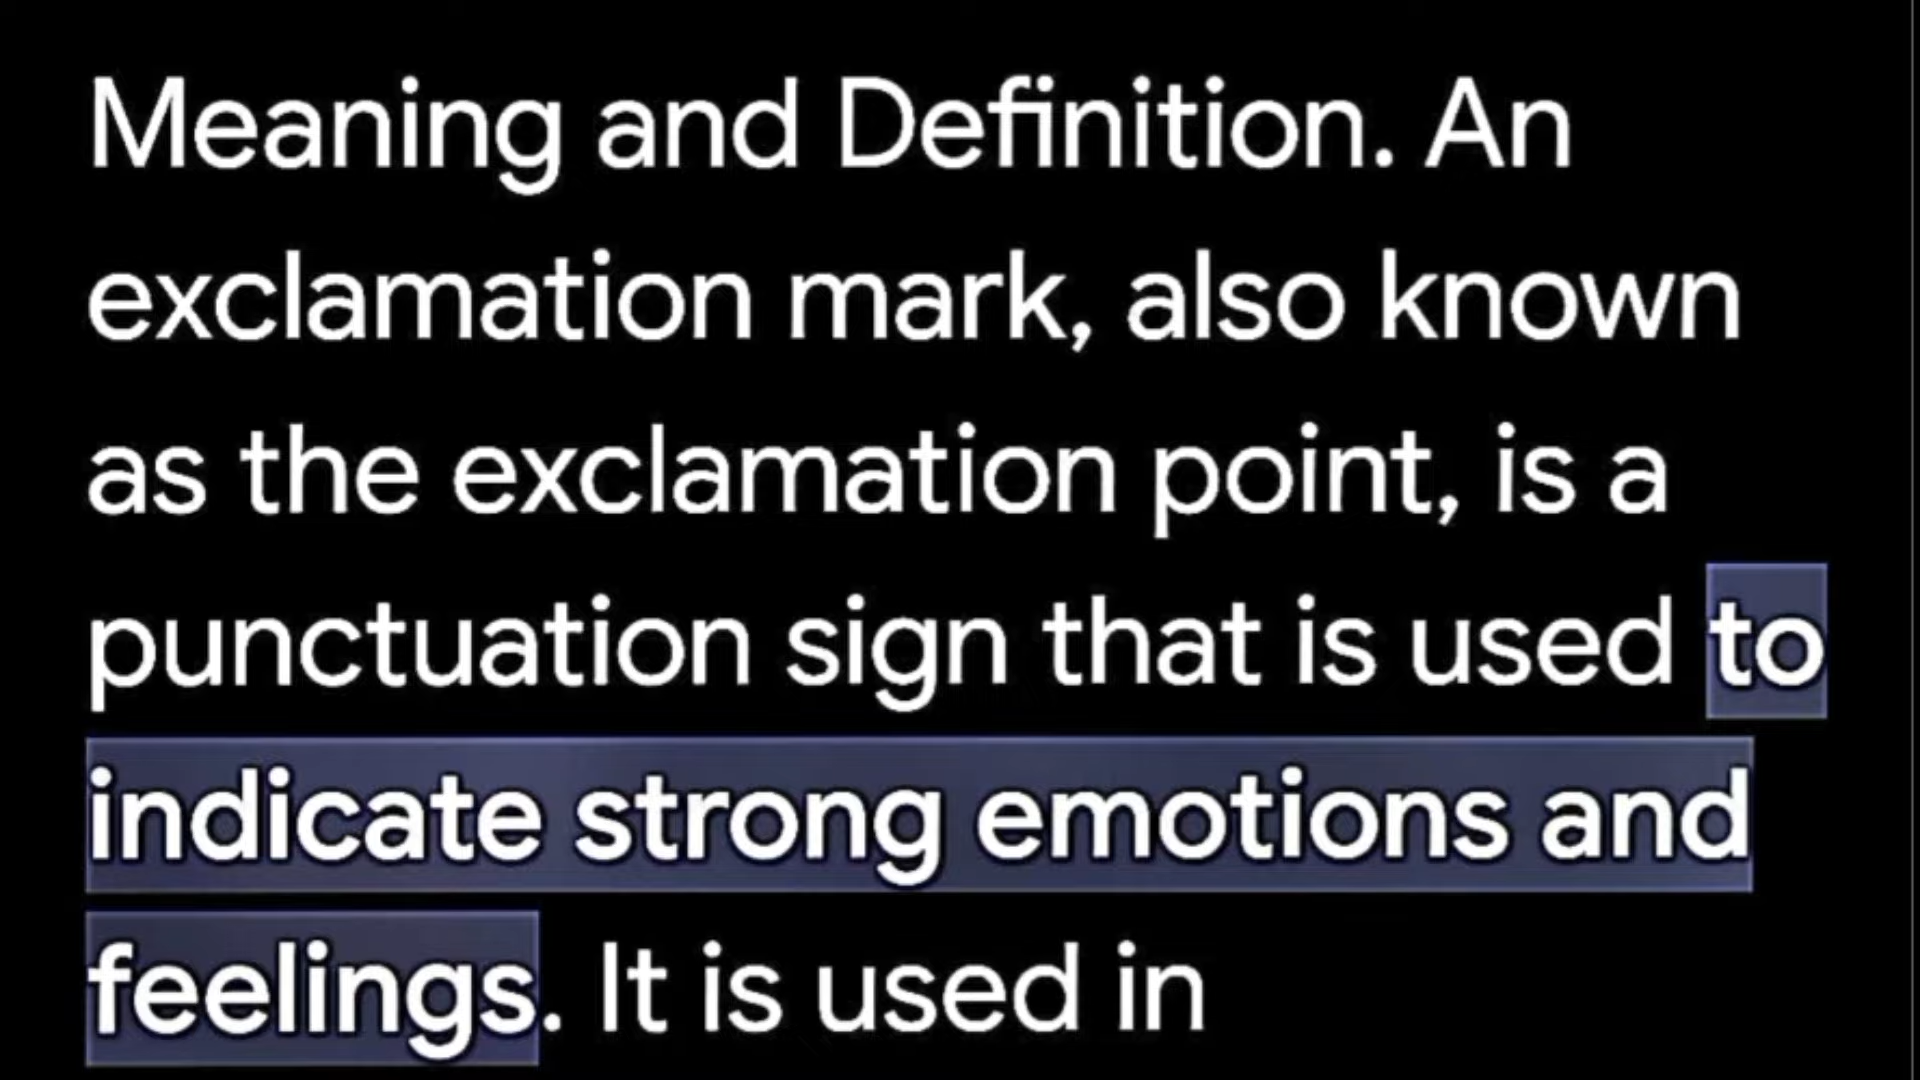 Meaning and Definition. An
exclamation mark, also known
as the exclamation point, is a
punctuation sign that is used to
indicate strong emotions and
feelings. It is used in